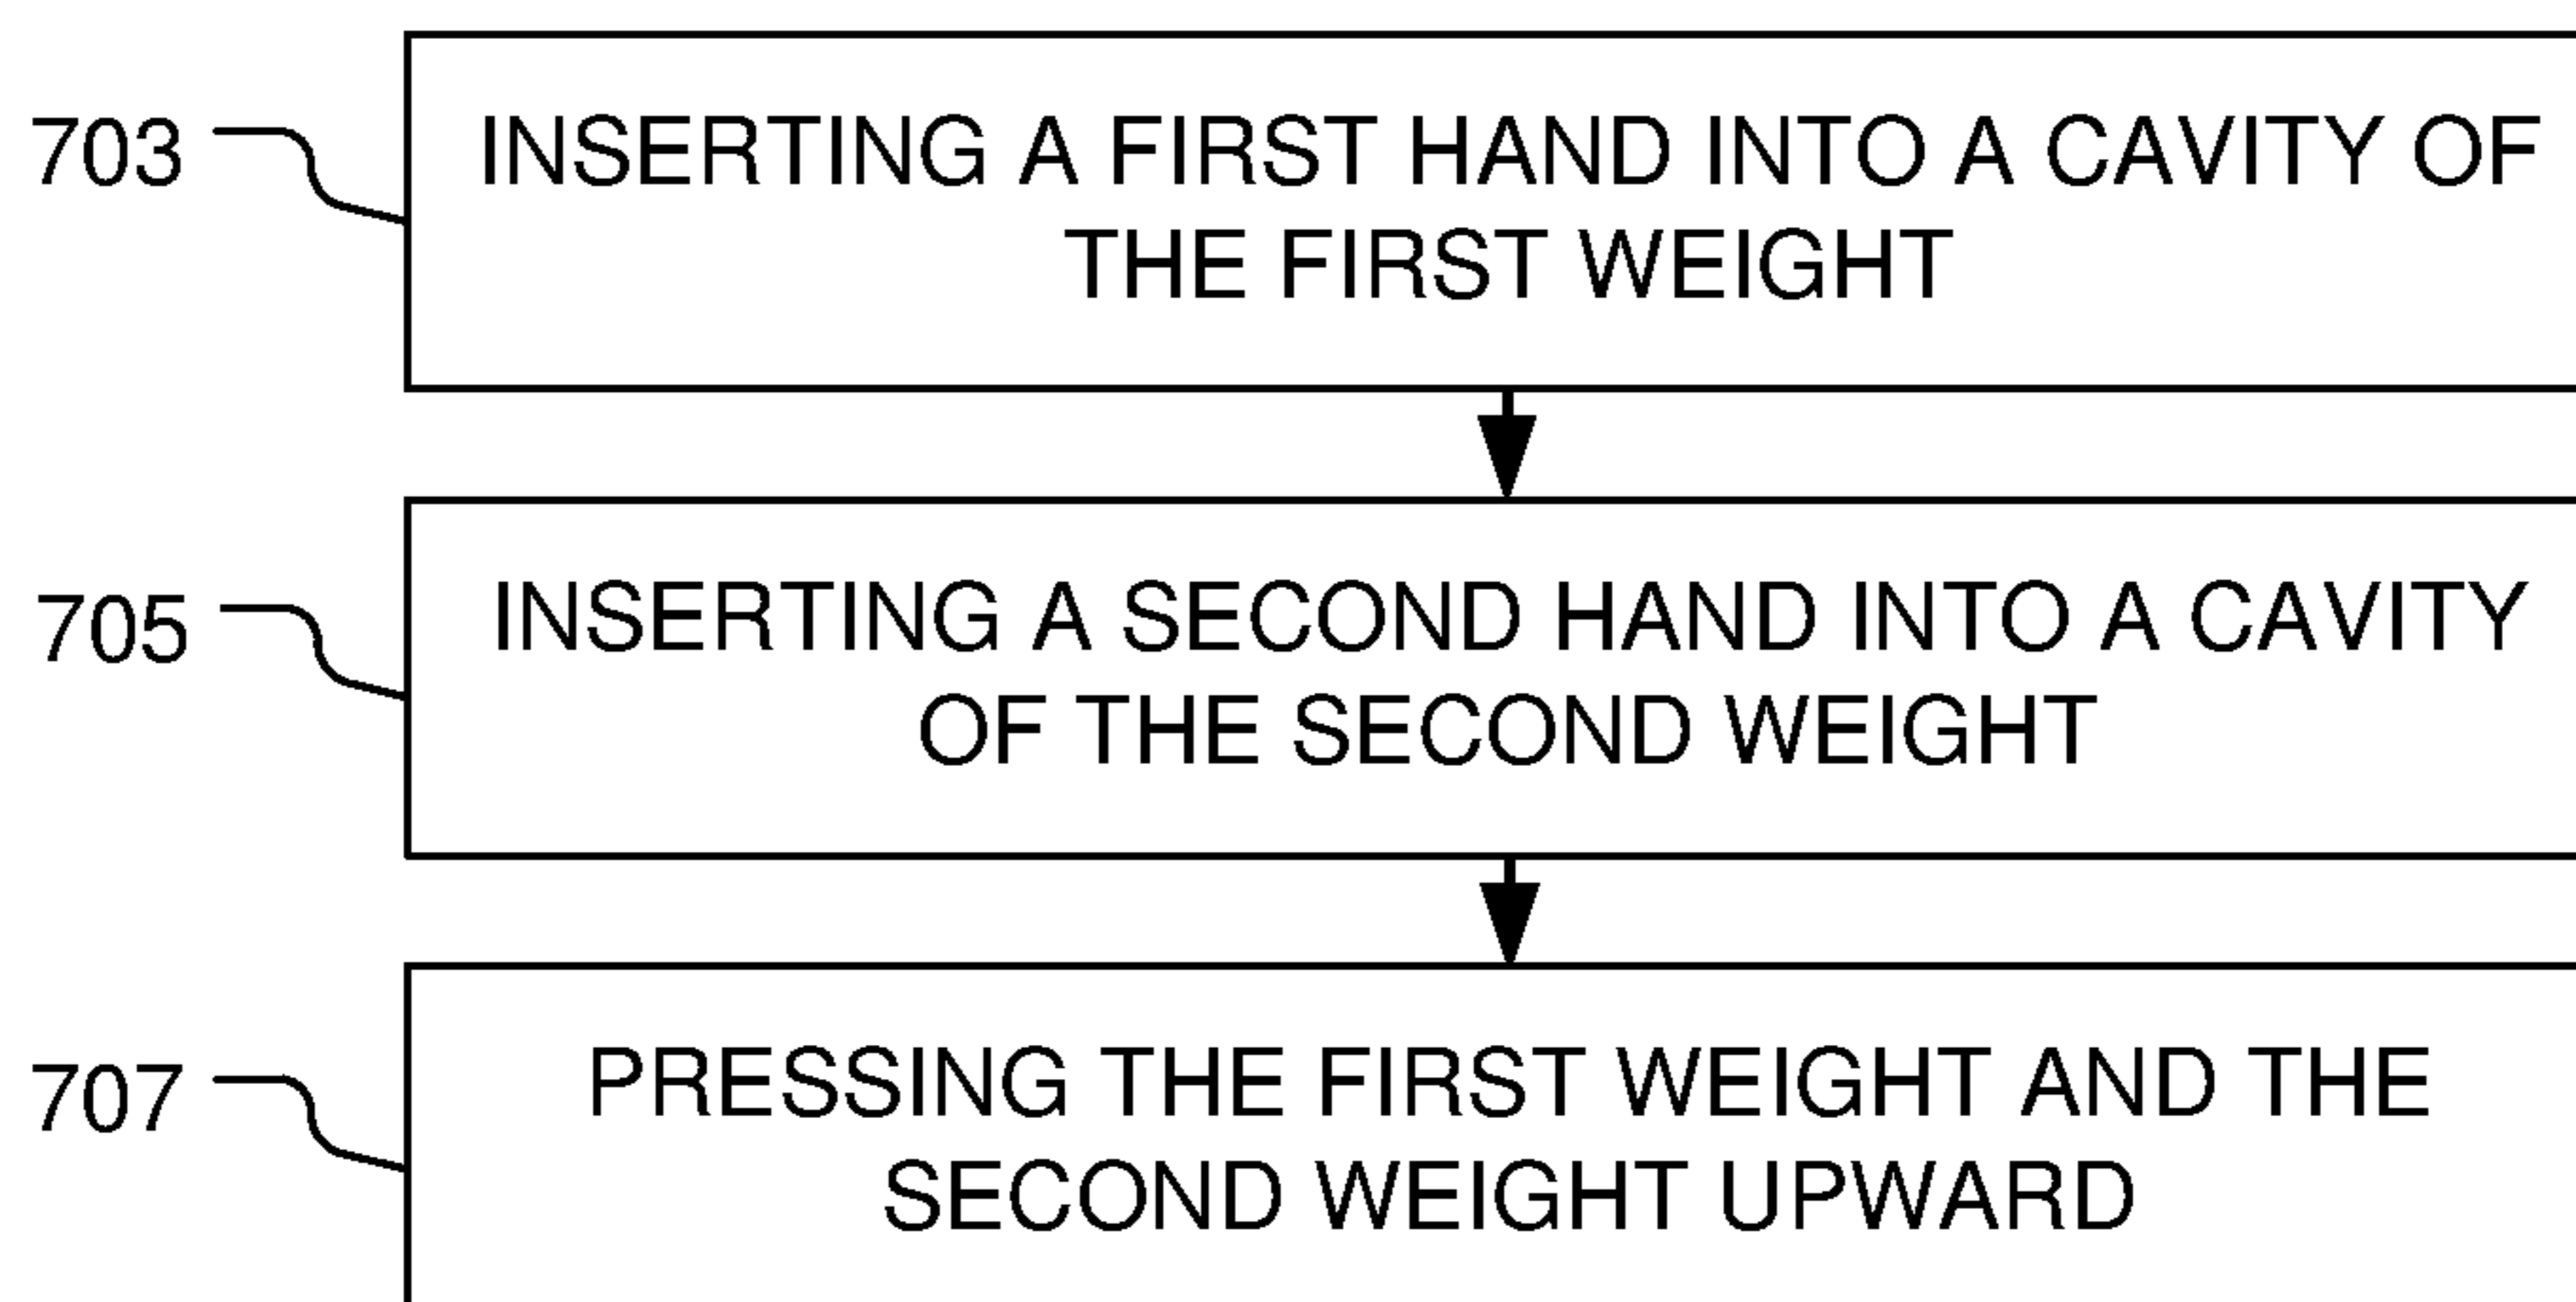 703
INSERTING A FIRST HAND INTO A CAVITY OF
THE FIRST WEIGHT
705
INSERTING A SECOND HAND INTO A CAVITY
OF THE SECOND WEIGHT
707
PRESSING THE FIRST WEIGHT AND THE
SECOND WEIGHT UPWARD